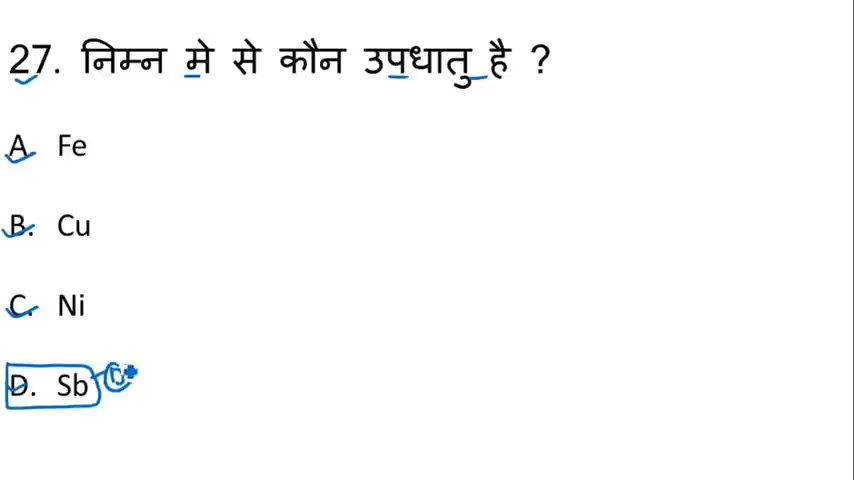 27. निम्न मे से कौन उपधातु है ?
A. Fe
B. Cu
C. Ni
D. Sb